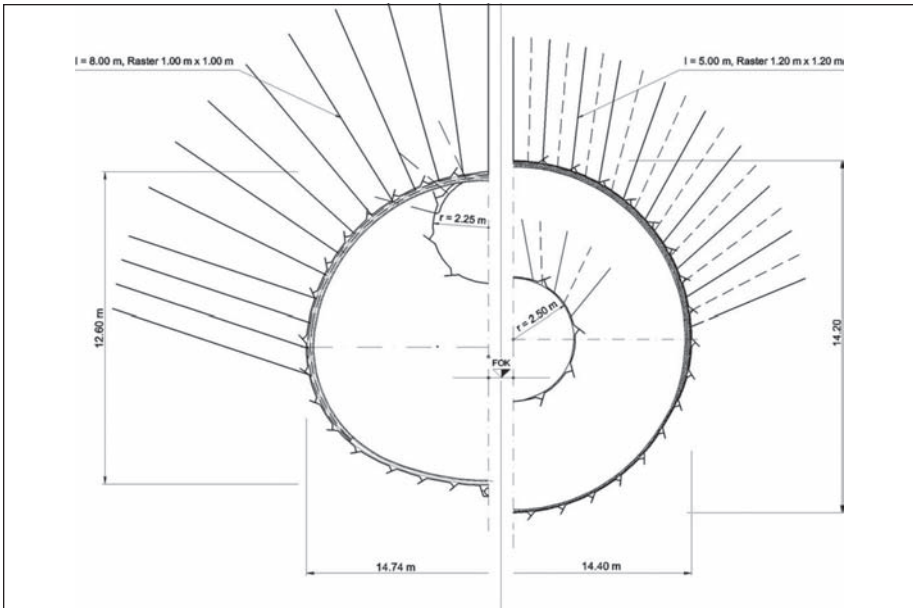 l = 8.00 m, Raster 1.00 m x 1.00 m
l = 5.00 m, Raster 1.20 m x 1.20 m
r = 2.25 m
r = 2.50 m
12.60 m
FOK
14.20
14.74 m
14.40 m